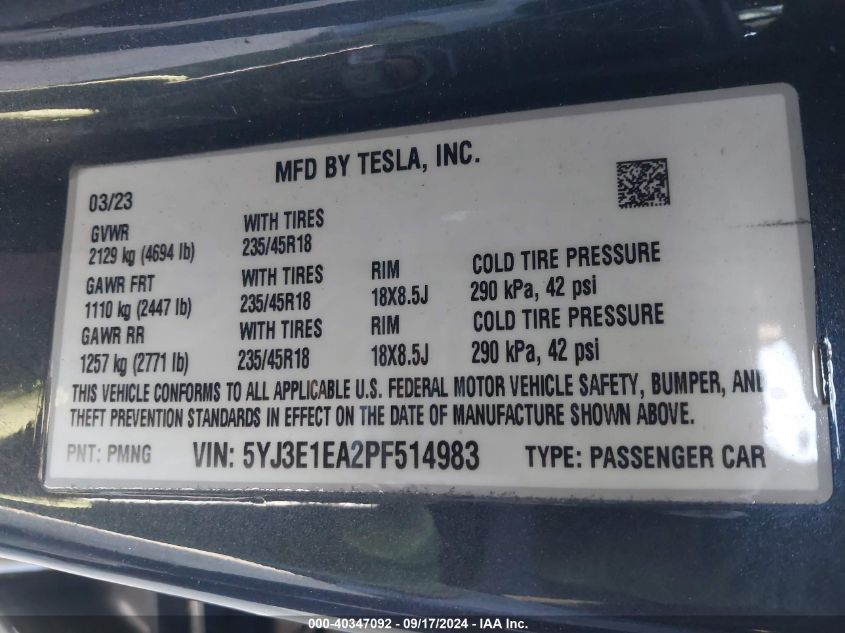 MFD BY TESLA, INC.
03/23
GVWR WITH TIRES
2129 kg (4694 lb) 235/45R18
GAWR FRT WITH TIRES RIM COLD TIRE PRESSURE
1110 kg (2447 lb) 235/45R18 18X8.5J 290 kPa, 42 psi
GAWR RR WITH TIRES RIM COLD TIRE PRESSURE
1257 kg (2771 lb) 235/45R18 18X8.5J 290 kPa, 42 psi
THIS VEHICLE CONFORMS TO ALL APPLICABLE U.S. FEDERAL MOTOR VEHICLE SAFETY, BUMPER, AND
THEFT PREVENTION STANDARDS IN EFFECT ON THE DATE OF MANUFACTURE SHOWN ABOVE.
PNT: PMNG VIN: 5YJ3E1EA2PF514983 TYPE: PASSENGER CAR
000-40347092 - 09/17/2024 - IAA Inc.